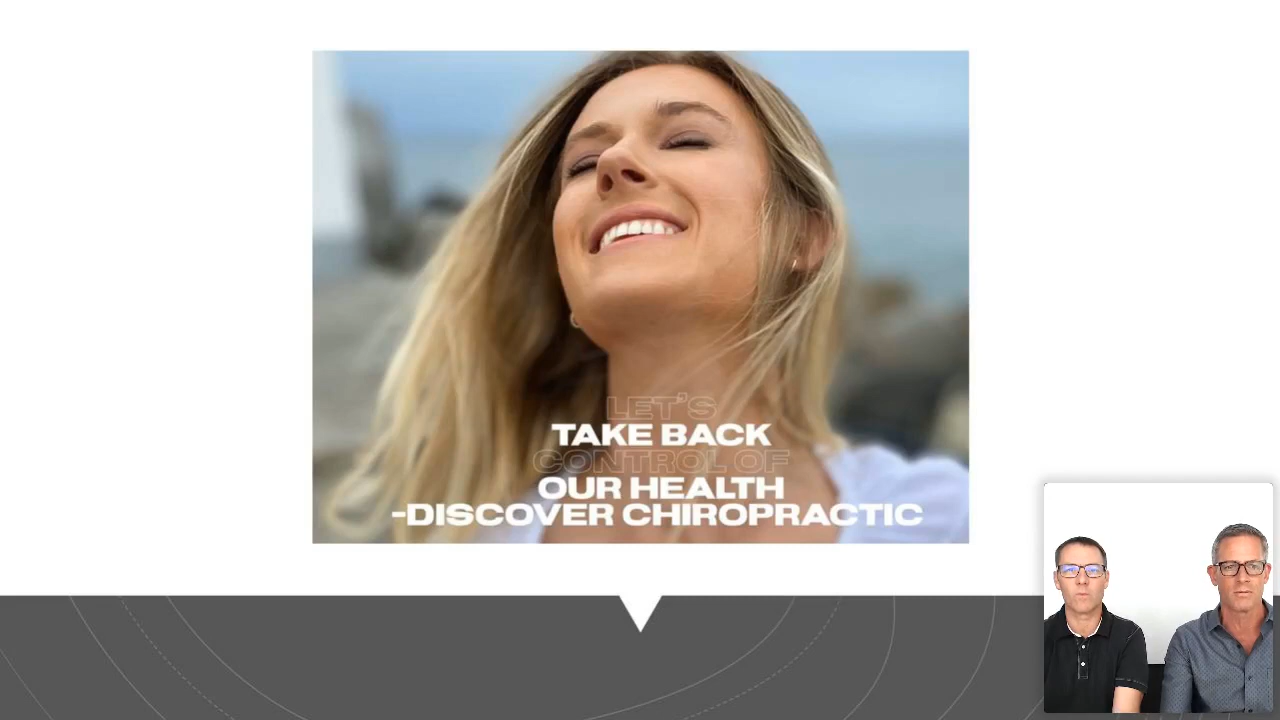 LET'S
TAKE BACK
CONTROL OF
OUR HEALTH
-DISCOVER CHIROPRACTIC